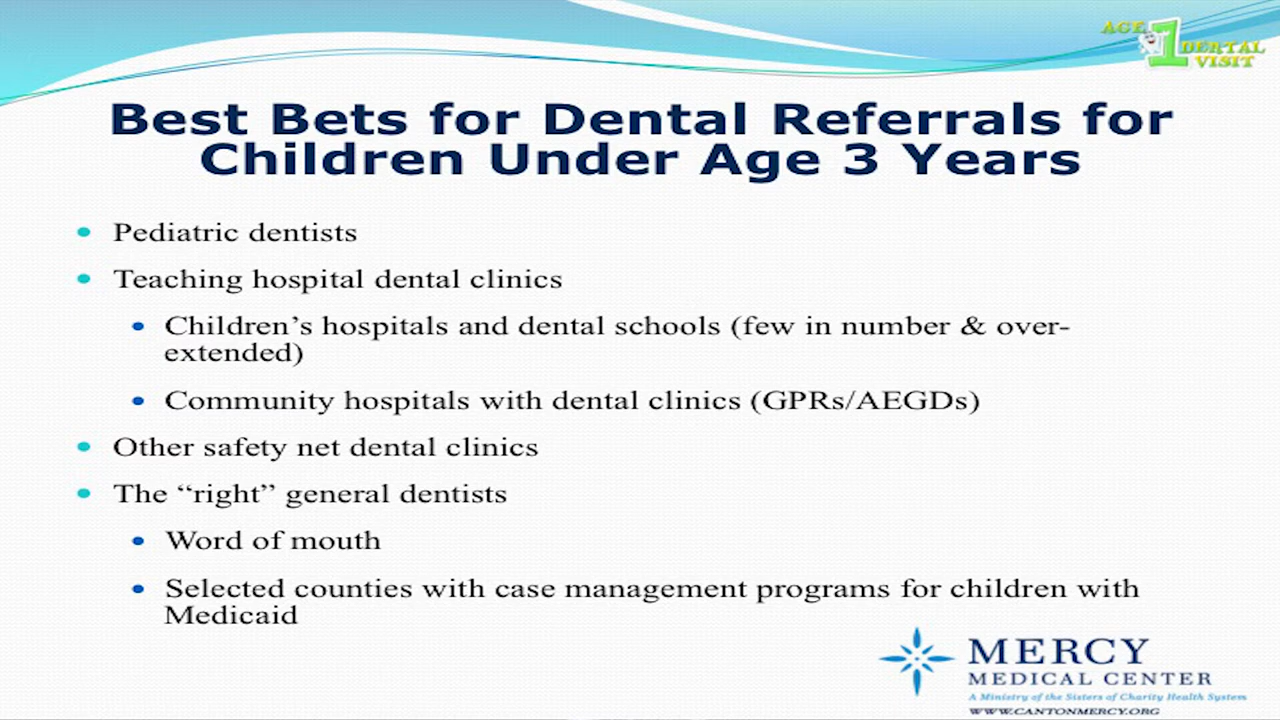 AGE 1 DENTAL VISIT
Best Bets for Dental Referrals for
Children Under Age 3 Years
• Pediatric dentists
• Teaching hospital dental clinics
• Children’s hospitals and dental schools (few in number & over-
extended)
• Community hospitals with dental clinics (GPRs/AEGDs)
• Other safety net dental clinics
• The “right” general dentists
• Word of mouth
• Selected counties with case management programs for children with
Medicaid
MERCY
MEDICAL CENTER
A Ministry of the Sisters of Charity Health System
WWW.CANTONMERCY.ORG